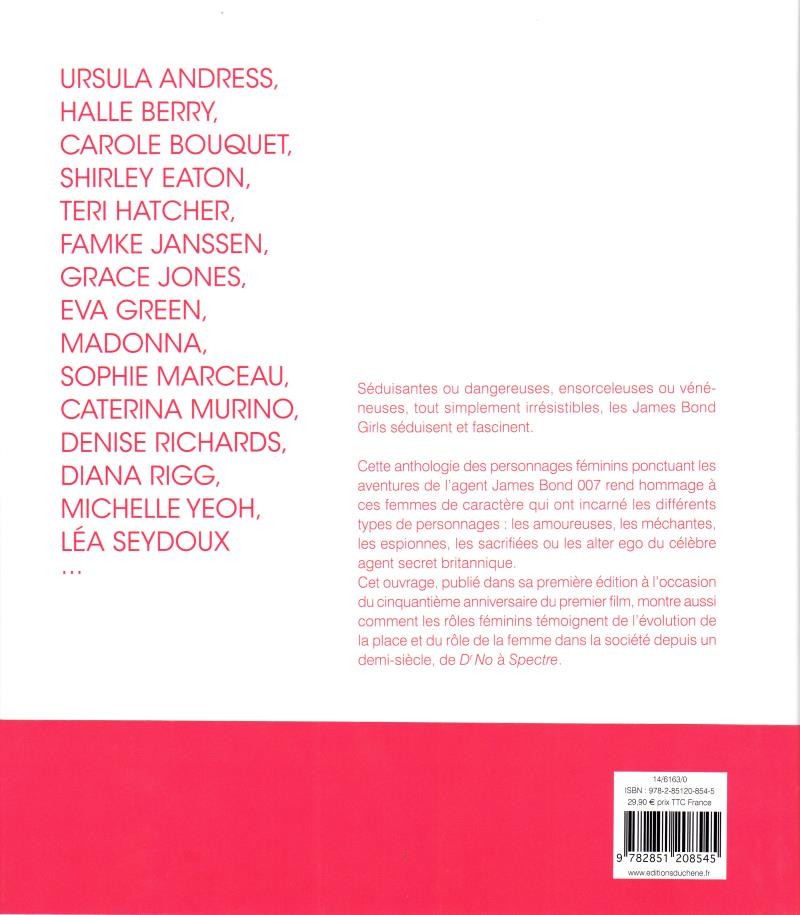 URSULA ANDRESS,
HALLE BERRY,
CAROLE BOUQUET,
SHIRLEY EATON,
TERI HATCHER,
FAMKE JANSSEN,
GRACE JONES,
EVA GREEN,
MADONNA,
SOPHIE MARCEAU,
CATERINA MURINO,
DENISE RICHARDS,
DIANA RIGG,
MICHELLE YEOH,
LÉA SEYDOUX
...
Séduisantes ou dangereuses, ensorceleuses ou véné-
neuses, tout simplement irrésistibles, les James Bond
Girls séduisent et fascinent.
Cette anthologie des personnages féminins ponctuant les
aventures de l'agent James Bond 007 rend hommage à
ces femmes de caractère qui ont incarné les différents
types de personnages : les amoureuses, les méchantes,
les espionnes, les sacrifiées ou les alter ego du célèbre
agent secret britannique.
Cet ouvrage, publié dans sa première édition à l'occasion
du cinquantième anniversaire du premier film, montre aussi
comment les rôles féminins témoignent de l'évolution de
la place et du rôle de la femme dans la société depuis un
demi-siècle, de Dr No à Spectre.
14/6163/0
ISBN : 978-2-85120-854-5
29,90 € prix TTC France
9 782851 208545
www.editionsduchene.fr